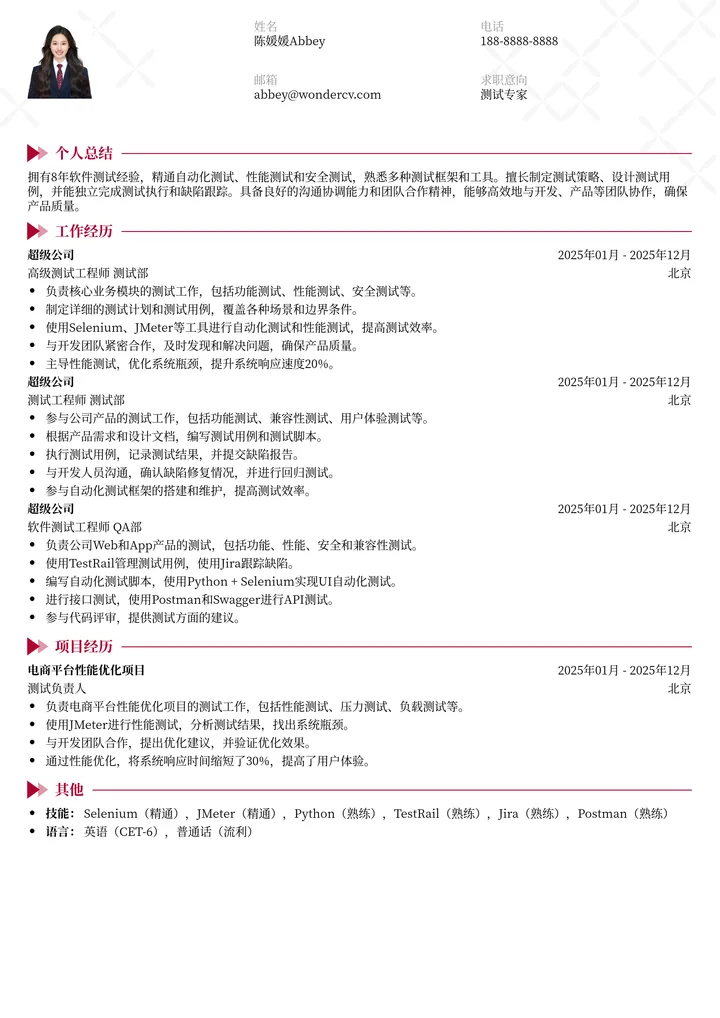 姓名
陈媛媛Abbey
电话
188-8888-8888
邮箱
abbey@wondercv.com
求职意向
测试专家
个人总结
拥有8年软件测试经验，精通自动化测试、性能测试和安全测试，熟悉多种测试框架和工具。擅长制定测试策略、设计测试用
例，并能独立完成测试执行和缺陷跟踪。具备良好的沟通协调能力和团队合作精神，能够高效地与开发、产品等团队协作，确保
产品质量。
工作经历
超级公司 2025年01月 - 2025年12月
高级测试工程师 测试部 北京
• 负责核心业务模块的测试工作，包括功能测试、性能测试、安全测试等。
• 制定详细的测试计划和测试用例，覆盖各种场景和边界条件。
• 使用Selenium、JMeter等工具进行自动化测试和性能测试，提高测试效率。
• 与开发团队紧密合作，及时发现和解决问题，确保产品质量。
• 主导性能测试，优化系统瓶颈，提升系统响应速度20%。
超级公司 2025年01月 - 2025年12月
测试工程师 测试部 北京
• 参与公司产品的测试工作，包括功能测试、兼容性测试、用户体验测试等。
• 根据产品需求和设计文档，编写测试用例和测试脚本。
• 执行测试用例，记录测试结果，并提交缺陷报告。
• 与开发人员沟通，确认缺陷修复情况，并进行回归测试。
• 参与自动化测试框架的搭建和维护，提高测试效率。
超级公司 2025年01月 - 2025年12月
软件测试工程师 QA部 北京
• 负责公司Web和App产品的测试，包括功能、性能、安全和兼容性测试。
• 使用TestRail管理测试用例，使用Jira跟踪缺陷。
• 编写自动化测试脚本，使用Python + Selenium实现UI自动化测试。
• 进行接口测试，使用Postman和Swagger进行API测试。
• 参与代码评审，提供测试方面的建议。
项目经历
电商平台性能优化项目 2025年01月 - 2025年12月
测试负责人 北京
• 负责电商平台性能优化项目的测试工作，包括性能测试、压力测试、负载测试等。
• 使用JMeter进行性能测试，分析测试结果，找出系统瓶颈。
• 与开发团队合作，提出优化建议，并验证优化效果。
• 通过性能优化，将系统响应时间缩短了30%，提高了用户体验。
其他
• 技能： Selenium（精通）, JMeter（精通）, Python（熟练）, TestRail（熟练）, Jira（熟练）, Postman（熟练）
• 语言： 英语（CET-6）, 普通话（流利）